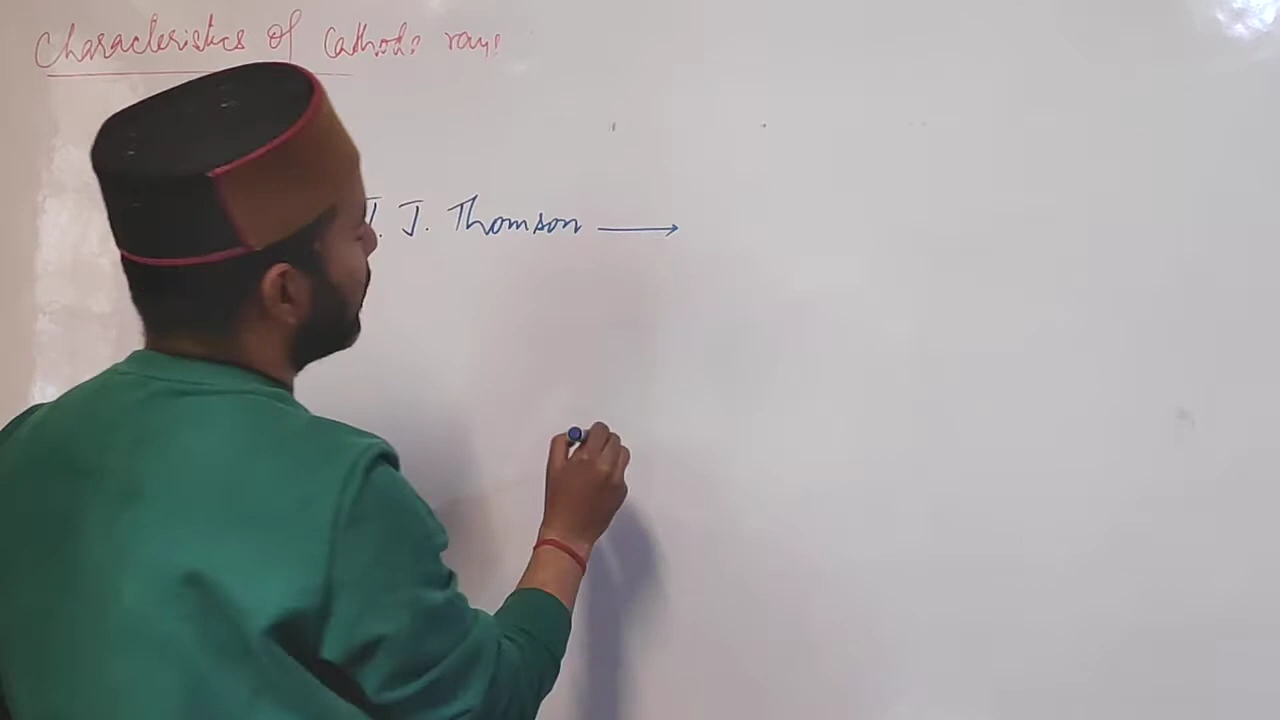 Characteristics of Cathode rays
J. J. Thomson →